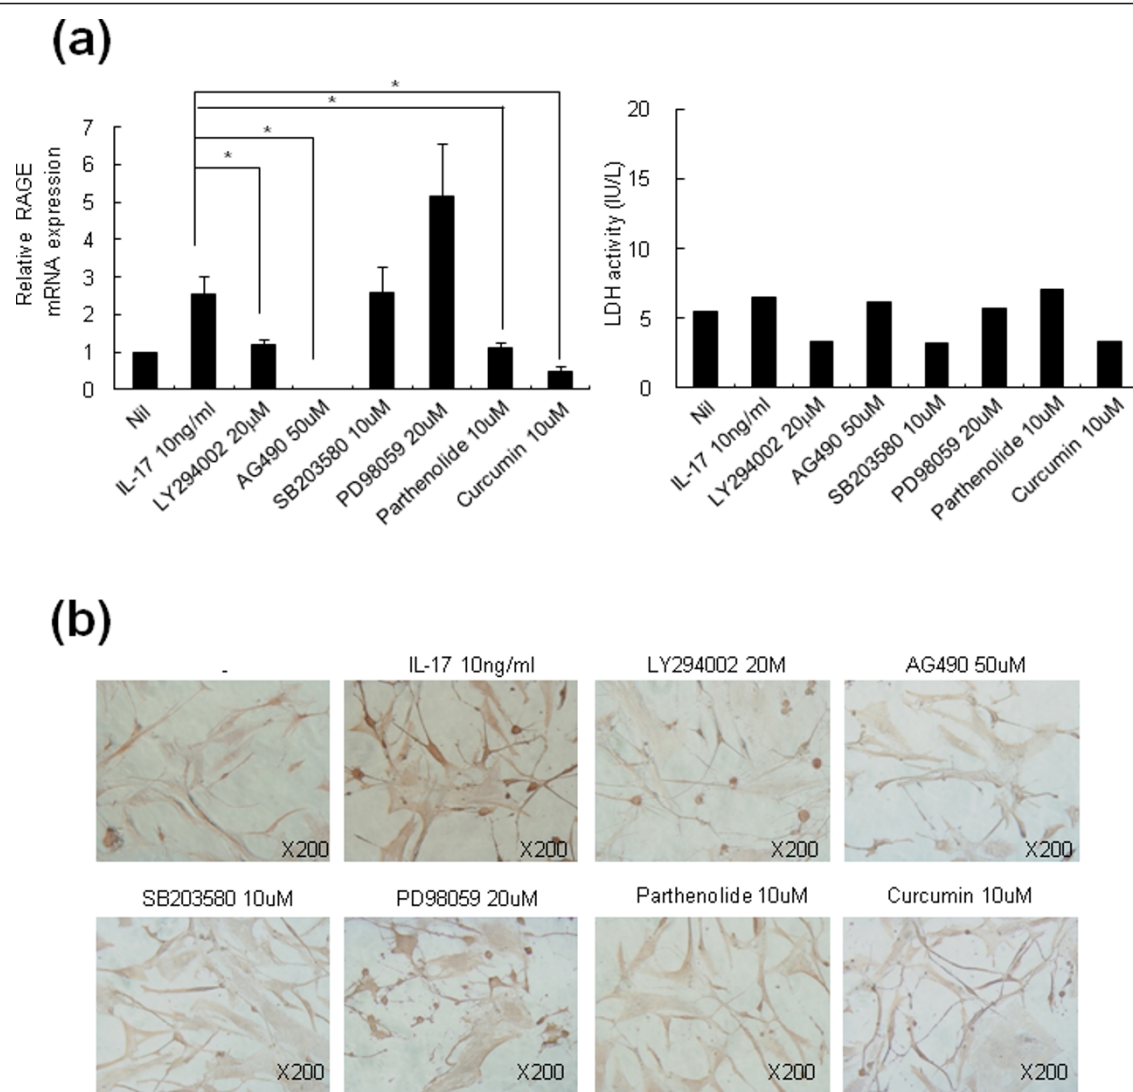 (a)
*
*
*
*
Relative RAGE
mRNA expression
7
6
5
4
3
2
1
0
Nil
IL-17 10ng/ml
LY294002 20μM
AG490 50uM
SB203580 10uM
PD98059 20uM
Parthenolide 10uM
Curcumin 10uM
LDH activity (IU/L)
20
15
10
5
0
Nil
IL-17 10ng/ml
LY294002 20μM
AG490 50uM
SB203580 10uM
PD98059 20uM
Parthenolide 10uM
Curcumin 10uM
(b)
- IL-17 10ng/ml LY294002 20M AG490 50uM
X200 X200 X200 X200
SB203580 10uM PD98059 20uM Parthenolide 10uM Curcumin 10uM
X200 X200 X200 X200